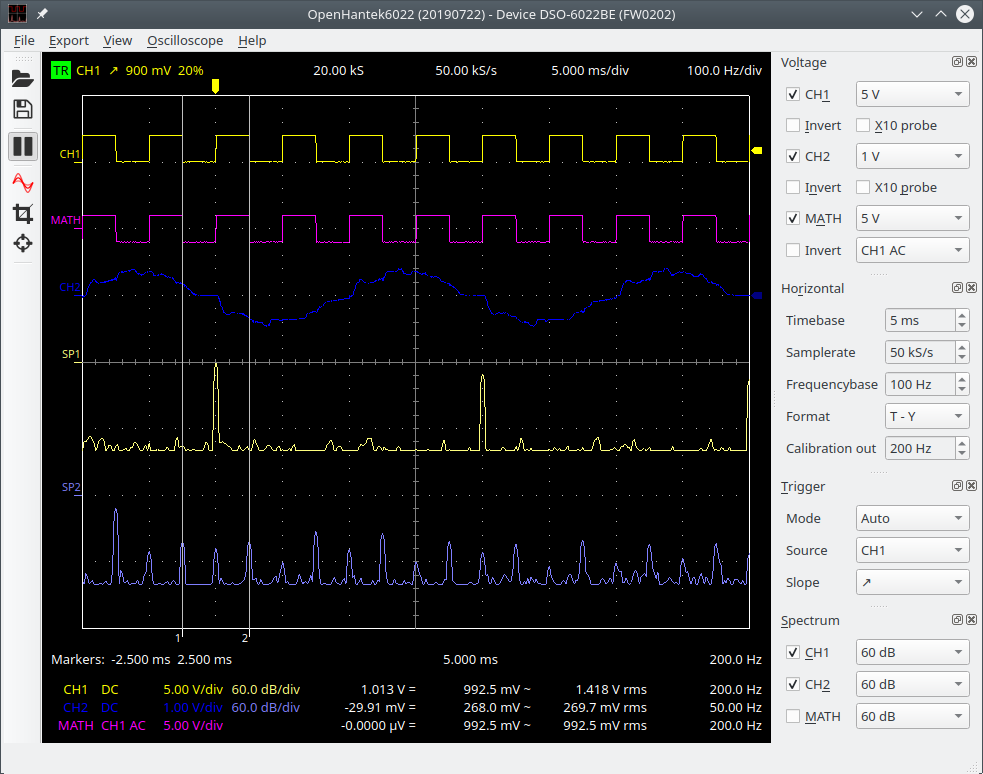 OpenHantek6022 (20190722) - Device DSO-6022BE (FW0202)
File Export View Oscilloscope Help
TR CH1 ↗ 900 mV 20% 20.00 kS 50.00 kS/s 5.000 ms/div 100.0 Hz/div
CH1
MATH
CH2
SP1
SP2
1 2
Markers: -2.500 ms 2.500 ms 5.000 ms 200.0 Hz
CH1 DC 5.00 V/div 60.0 dB/div 1.013 V = 992.5 mV ~ 1.418 V rms 200.0 Hz
CH2 DC 1.00 V/div 60.0 dB/div -29.91 mV = 268.0 mV ~ 269.7 mV rms 50.00 Hz
MATH CH1 AC 5.00 V/div -0.0000 µV = 992.5 mV ~ 992.5 mV rms 200.0 Hz
Voltage
CH1 5 V
Invert X10 probe
CH2 1 V
Invert X10 probe
MATH 5 V
Invert CH1 AC
Horizontal
Timebase 5 ms
Samplerate 50 kS/s
Frequencybase 100 Hz
Format T - Y
Calibration out 200 Hz
Trigger
Mode Auto
Source CH1
Slope ↗
Spectrum
CH1 60 dB
CH2 60 dB
MATH 60 dB